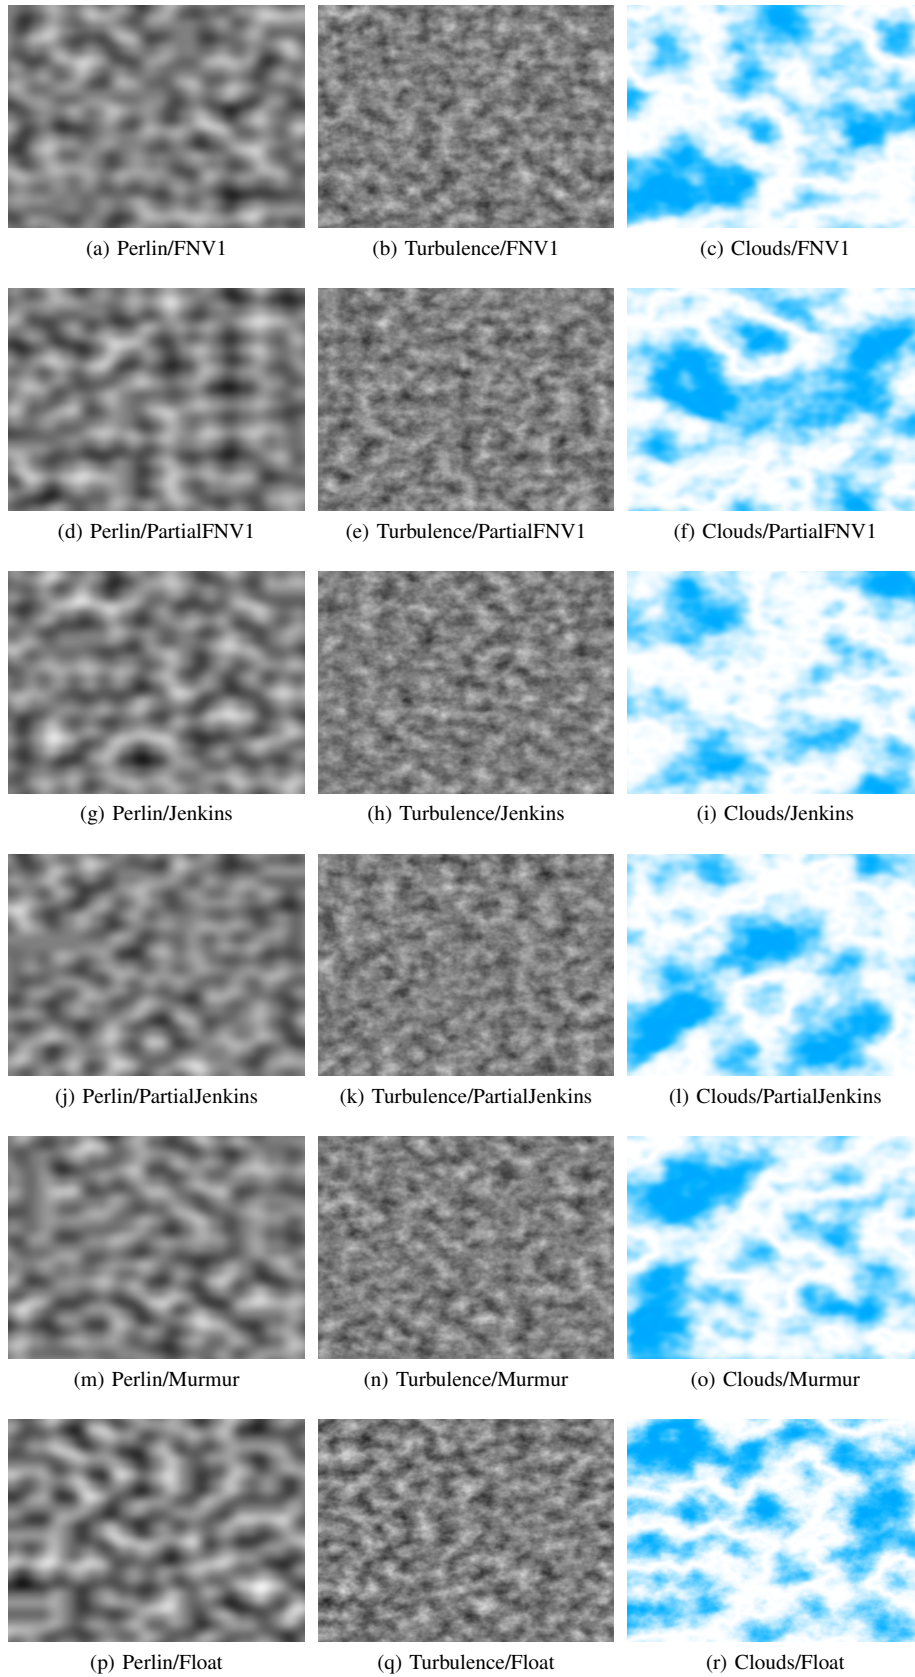 (a) Perlin/FNV1
(b) Turbulence/FNV1
(c) Clouds/FNV1
(d) Perlin/PartialFNV1
(e) Turbulence/PartialFNV1
(f) Clouds/PartialFNV1
(g) Perlin/Jenkins
(h) Turbulence/Jenkins
(i) Clouds/Jenkins
(j) Perlin/PartialJenkins
(k) Turbulence/PartialJenkins
(l) Clouds/PartialJenkins
(m) Perlin/Murmur
(n) Turbulence/Murmur
(o) Clouds/Murmur
(p) Perlin/Float
(q) Turbulence/Float
(r) Clouds/Float